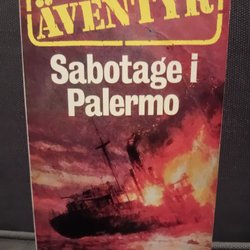 ÄVENTYR
Sabotage i
Palermo